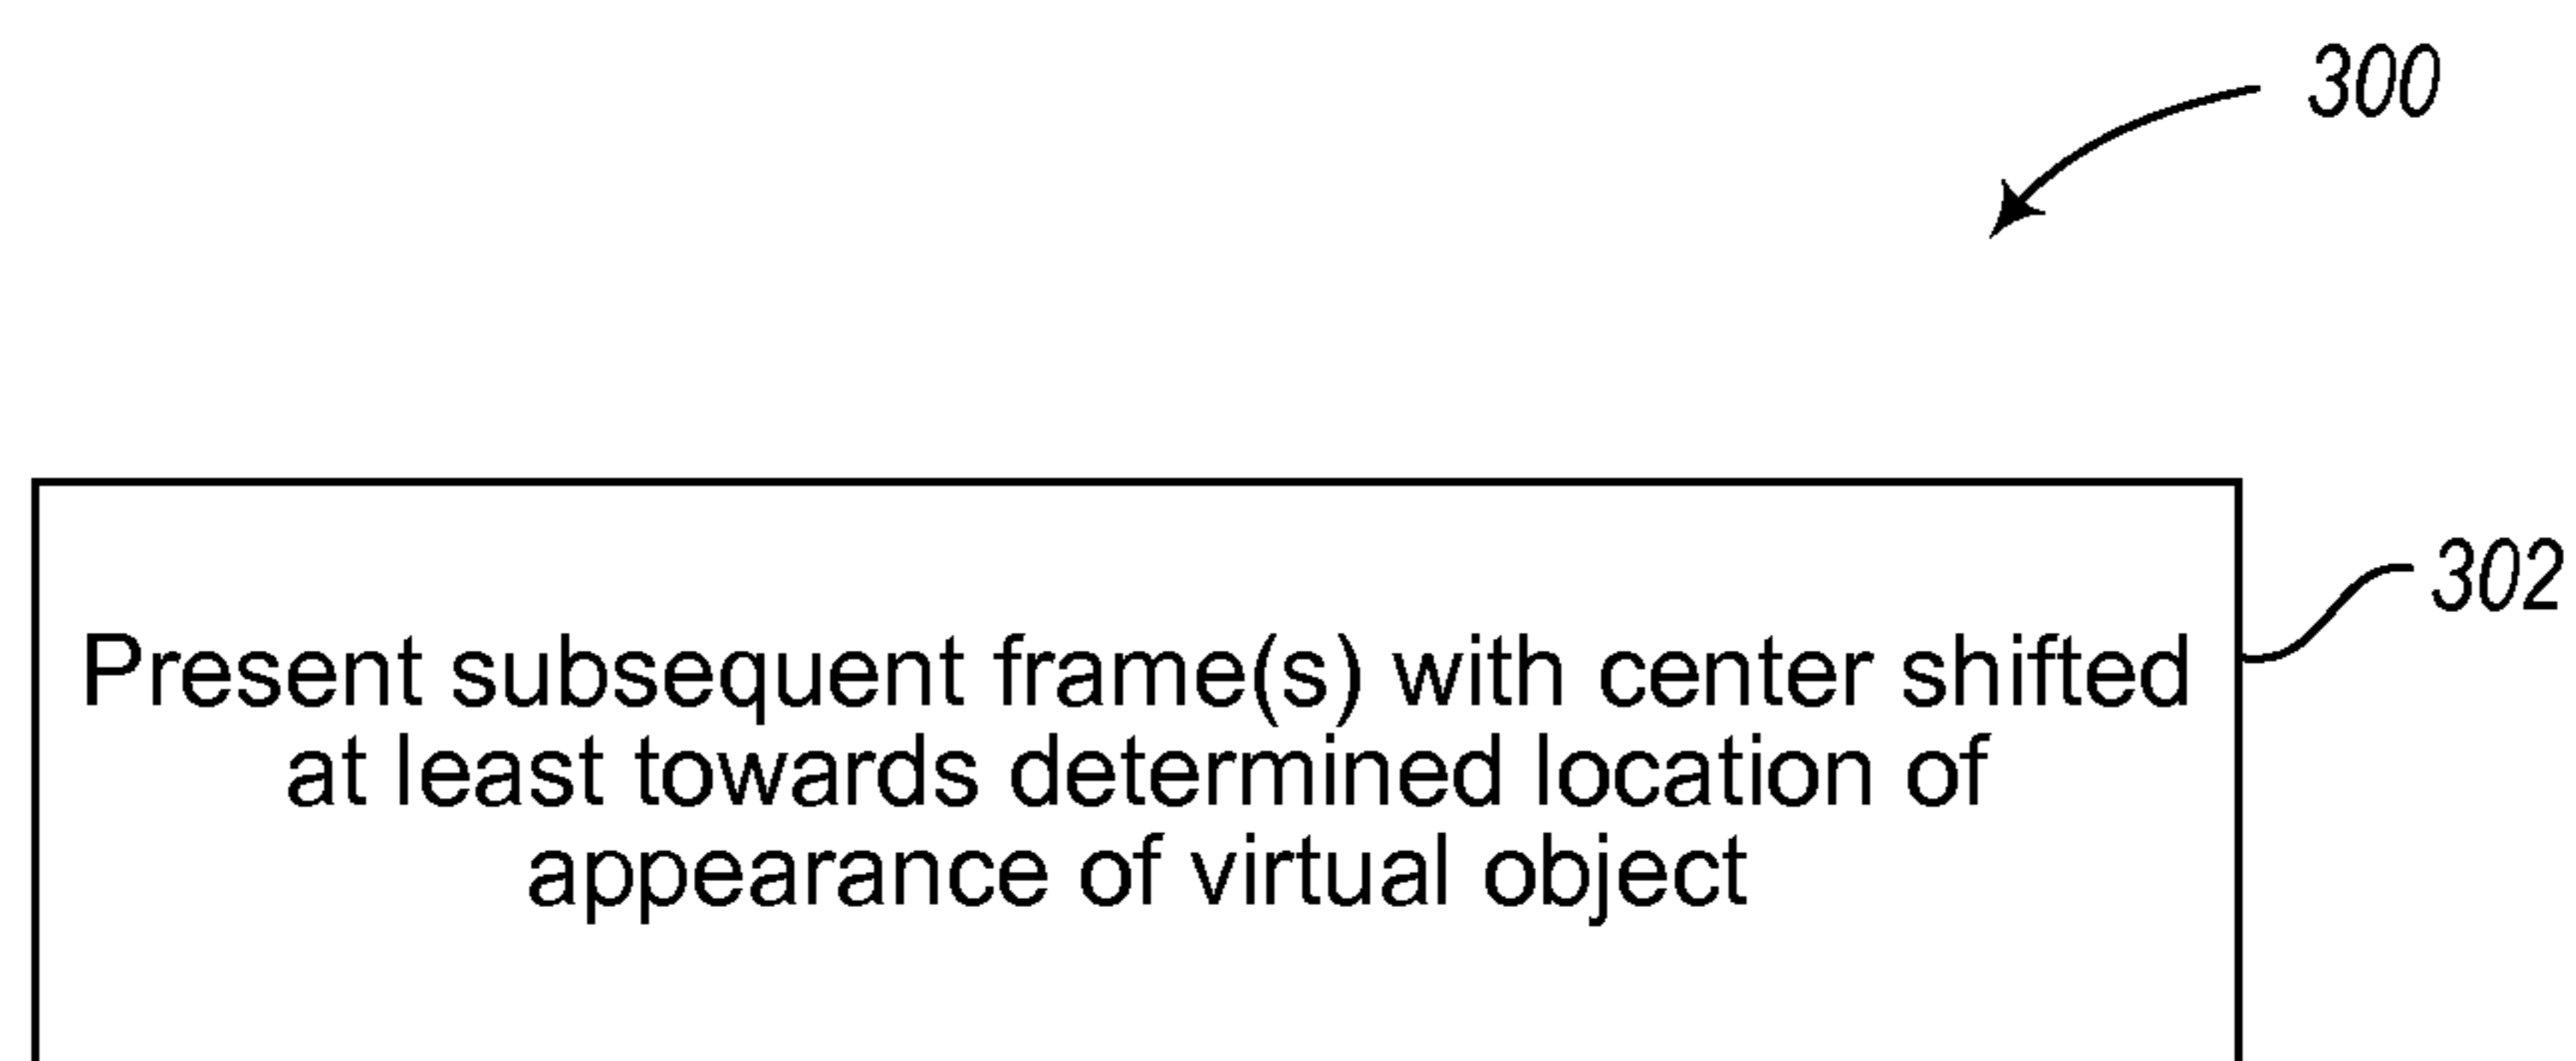 300
302
Present subsequent frame(s) with center shifted
at least towards determined location of
appearance of virtual object